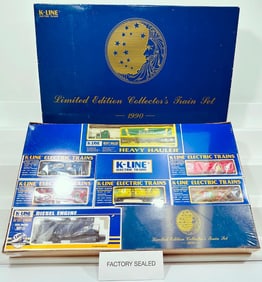 K-LINE
ELECTRIC TRAINS
Limited Edition Collector's Train Set
1990
K-LINE
HEAVY HAULER
K-LINE ELECTRIC TRAINS
K-LINE
ELECTRIC TRAINS
K-LINE ELECTRIC TRAINS
K-LINE ELECTRIC TRAINS
K-LINE ELECTRIC TRAINS
K-LINE ELECTRIC TRAINS
K-LINE DIESEL ENGINE
Limited Edition Collector's Train Set
FACTORY SEALED